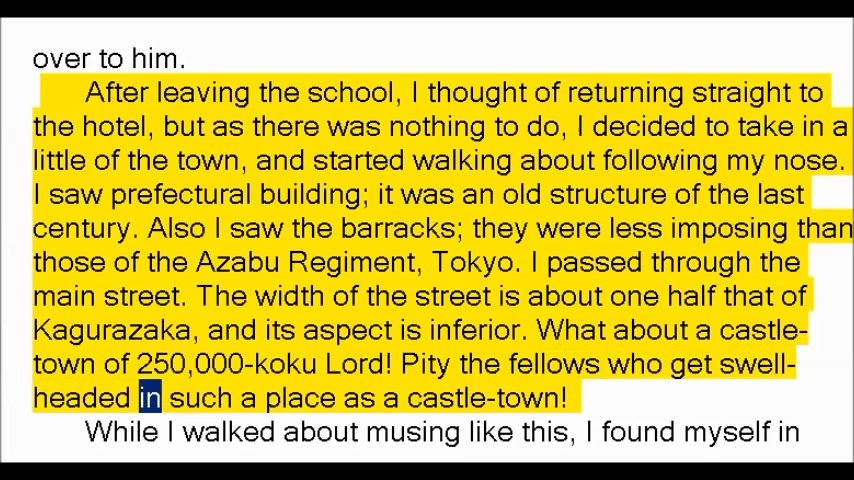 over to him.
After leaving the school, I thought of returning straight to
the hotel, but as there was nothing to do, I decided to take in a
little of the town, and started walking about following my nose.
I saw prefectural building; it was an old structure of the last
century. Also I saw the barracks; they were less imposing than
those of the Azabu Regiment, Tokyo. I passed through the
main street. The width of the street is about one half that of
Kagurazaka, and its aspect is inferior. What about a castle-
town of 250,000-koku Lord! Pity the fellows who get swell-
headed in such a place as a castle-town!
While I walked about musing like this, I found myself in